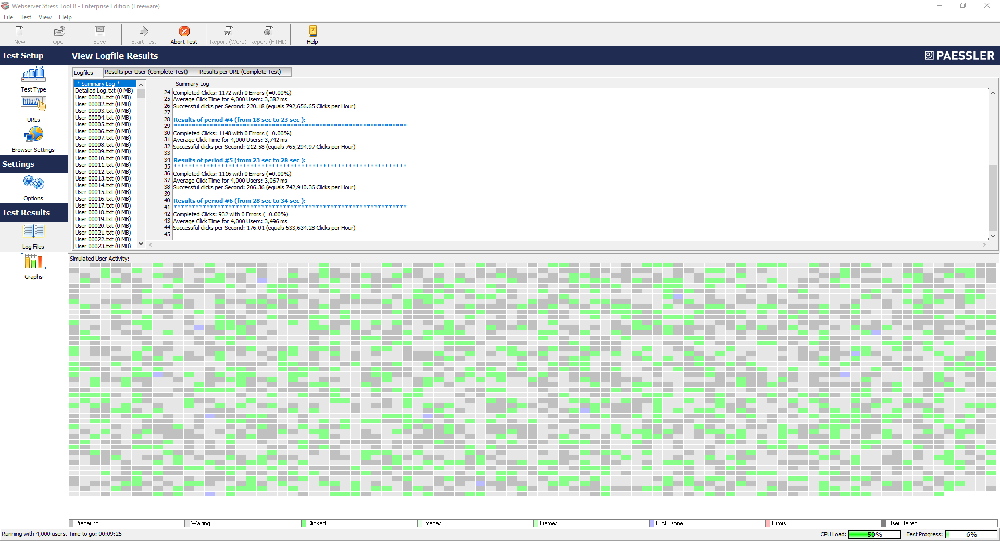 Webserver Stress Tool 8 - Enterprise Edition (Freeware)
File Test View Help
New Open Save Start Test Abort Test Report (Word) Report (HTML) Help
Test Setup
View Logfile Results
PAESSLER
Test Type
http://
URLs
Browser Settings
Settings
Options
Test Results
Log Files
Graphs
Logfiles Results per User (Complete Test) Results per URL (Complete Test)
* Summary Log *
Detailed Log.txt (0 MB)
User 00001.txt (0 MB)
User 00002.txt (0 MB)
User 00003.txt (0 MB)
User 00004.txt (0 MB)
User 00005.txt (0 MB)
User 00006.txt (0 MB)
User 00007.txt (0 MB)
User 00008.txt (0 MB)
User 00009.txt (0 MB)
User 00010.txt (0 MB)
User 00011.txt (0 MB)
User 00012.txt (0 MB)
User 00013.txt (0 MB)
User 00014.txt (0 MB)
User 00015.txt (0 MB)
User 00016.txt (0 MB)
User 00017.txt (0 MB)
User 00018.txt (0 MB)
User 00019.txt (0 MB)
User 00020.txt (0 MB)
User 00021.txt (0 MB)
User 00022.txt (0 MB)
User 00023.txt (0 MB)
Summary Log
24 Completed Clicks: 1172 with 0 Errors (=0.00%)
25 Average Click Time for 4,000 Users: 3,382 ms
26 Successful clicks per Second: 220.18 (equals 792,656.65 Clicks per Hour)
27
28 Results of period #4 (from 18 sec to 23 sec ):
29 ****************************************************************
30 Completed Clicks: 1148 with 0 Errors (=0.00%)
31 Average Click Time for 4,000 Users: 3,742 ms
32 Successful clicks per Second: 212.58 (equals 765,294.97 Clicks per Hour)
33
34 Results of period #5 (from 23 sec to 28 sec ):
35 ****************************************************************
36 Completed Clicks: 1116 with 0 Errors (=0.00%)
37 Average Click Time for 4,000 Users: 3,067 ms
38 Successful clicks per Second: 206.36 (equals 742,910.36 Clicks per Hour)
39
40 Results of period #6 (from 28 sec to 34 sec ):
41 ****************************************************************
42 Completed Clicks: 932 with 0 Errors (=0.00%)
43 Average Click Time for 4,000 Users: 3,496 ms
44 Successful clicks per Second: 176.01 (equals 633,634.28 Clicks per Hour)
45
Simulated User Activity:
Preparing Waiting Clicked Images Frames Click Done Errors User Halted
Running with 4,000 users. Time to go: 00:09:25
CPU Load: 50% Test Progress: 6%